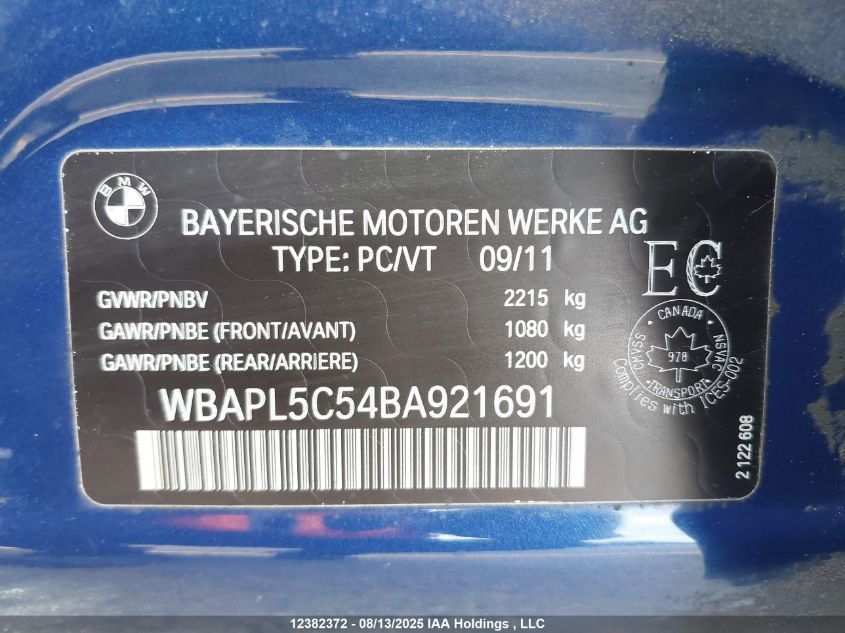 BMW
BAYERISCHE MOTOREN WERKE AG
TYPE: PC/VT 09/11
EC
GVWR/PNBV 2215 kg
GAWR/PNBE (FRONT/AVANT) 1080 kg
GAWR/PNBE (REAR/ARRIERE) 1200 kg
CANADA
CMVSS 978 NSVAC
TRANSPORT
Complies with ICES-002
WBAPL5C54BA921691
2 122 608
12382372 - 08/13/2025 IAA Holdings , LLC